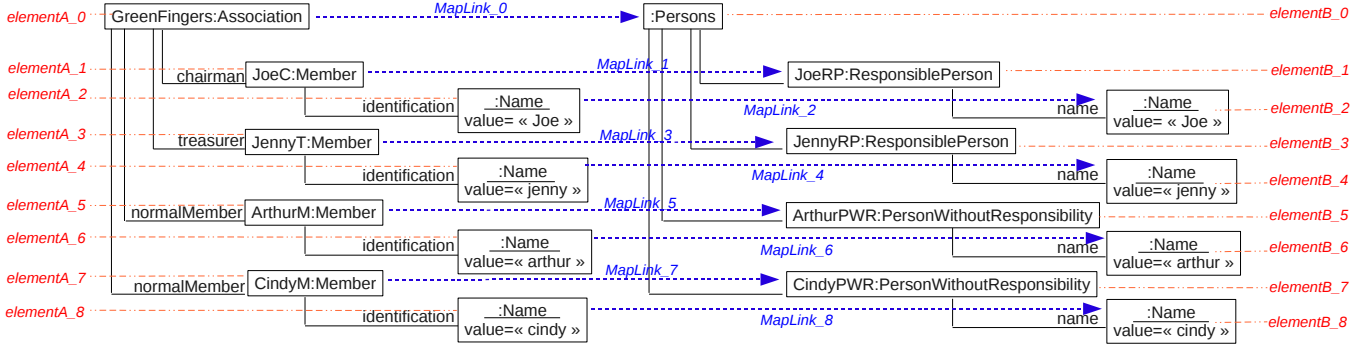 elementA_0 GreenFingers:Association MapLink_0 :Persons elementB_0
elementA_1 chairman JoeC:Member MapLink_1 JoeRP:ResponsiblePerson elementB_1
elementA_2 identification :Name MapLink_2 name :Name elementB_2
value= « Joe » value= « Joe »
elementA_3 treasurer JennyT:Member MapLink_3 JennyRP:ResponsiblePerson elementB_3
elementA_4 identification :Name MapLink_4 name :Name elementB_4
value=« jenny » value=« jenny »
elementA_5 normalMember ArthurM:Member MapLink_5 ArthurPWR:PersonWithoutResponsibility elementB_5
elementA_6 identification :Name MapLink_6 name :Name elementB_6
value=« arthur » value=« arthur »
elementA_7 normalMember CindyM:Member MapLink_7 CindyPWR:PersonWithoutResponsibility elementB_7
elementA_8 identification :Name MapLink_8 name :Name elementB_8
value=« cindy » value=« cindy »